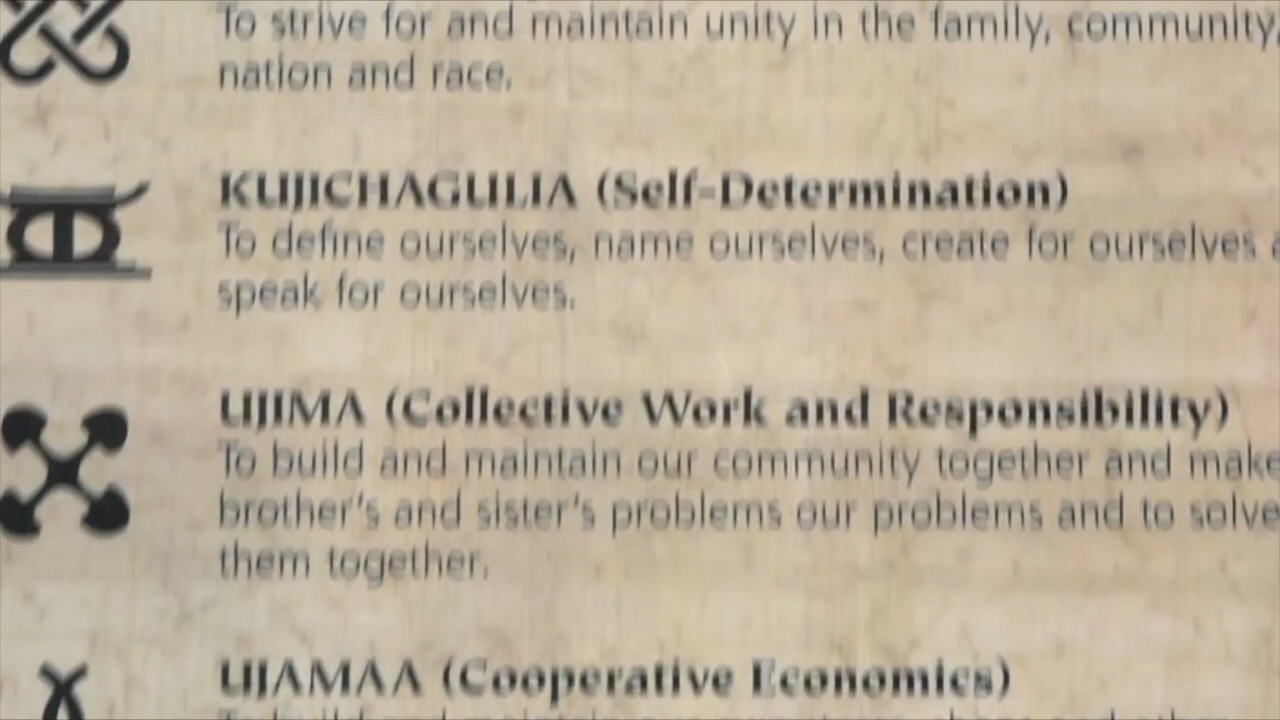 To strive for and maintain unity in the family, community,
nation and race.
KUJICHAGULIA (Self-Determination)
To define ourselves, name ourselves, create for ourselves
speak for ourselves.
UJIMA (Collective Work and Responsibility)
To build and maintain our community together and make
brother's and sister's problems our problems and to solve
them together.
UJAMAA (Cooperative Economics)